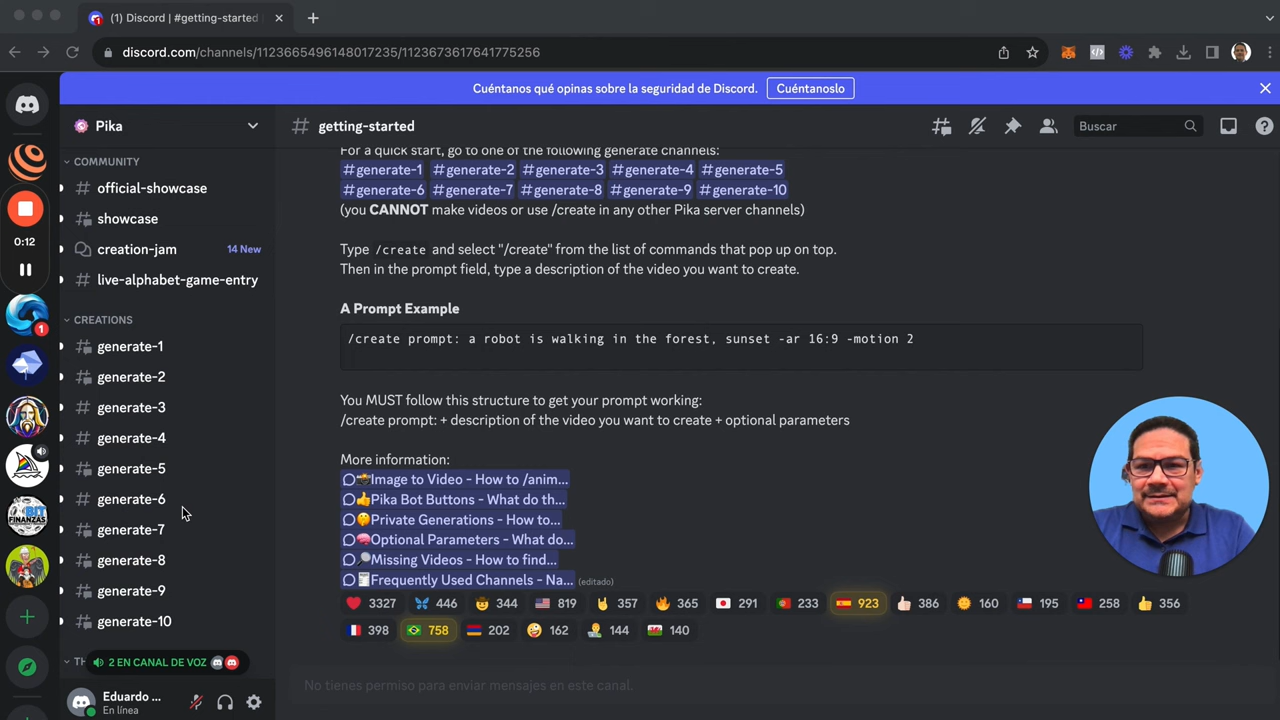 (1) Discord | #getting-started
discord.com/channels/1123665496148017235/1123673617641775256
Cuéntanos qué opinas sobre la seguridad de Discord. Cuéntanoslo
Pika
# getting-started
Buscar
COMMUNITY
official-showcase
showcase
creation-jam 14 New
live-alphabet-game-entry
CREATIONS
generate-1
generate-2
generate-3
generate-4
generate-5
generate-6
generate-7
generate-8
generate-9
generate-10
2 EN CANAL DE VOZ
Eduardo ...
En línea
0:12
1
For a quick start, go to one of the following generate channels:
#generate-1 #generate-2 #generate-3 #generate-4 #generate-5
#generate-6 #generate-7 #generate-8 #generate-9 #generate-10
(you CANNOT make videos or use /create in any other Pika server channels)
Type /create and select "/create" from the list of commands that pop up on top.
Then in the prompt field, type a description of the video you want to create.
A Prompt Example
/create prompt: a robot is walking in the forest, sunset -ar 16:9 -motion 2
You MUST follow this structure to get your prompt working:
/create prompt: + description of the video you want to create + optional parameters
More information:
Image to Video - How to /anim...
Pika Bot Buttons - What do th...
Private Generations - How to...
Optional Parameters - What do...
Missing Videos - How to find...
Frequently Used Channels - Na... (editado)
3327 446 344 819 357 365 291 233 923 386 160 195 258 356
398 758 202 162 144 140
No tienes permiso para enviar mensajes en este canal.
BIT
FINANZAS